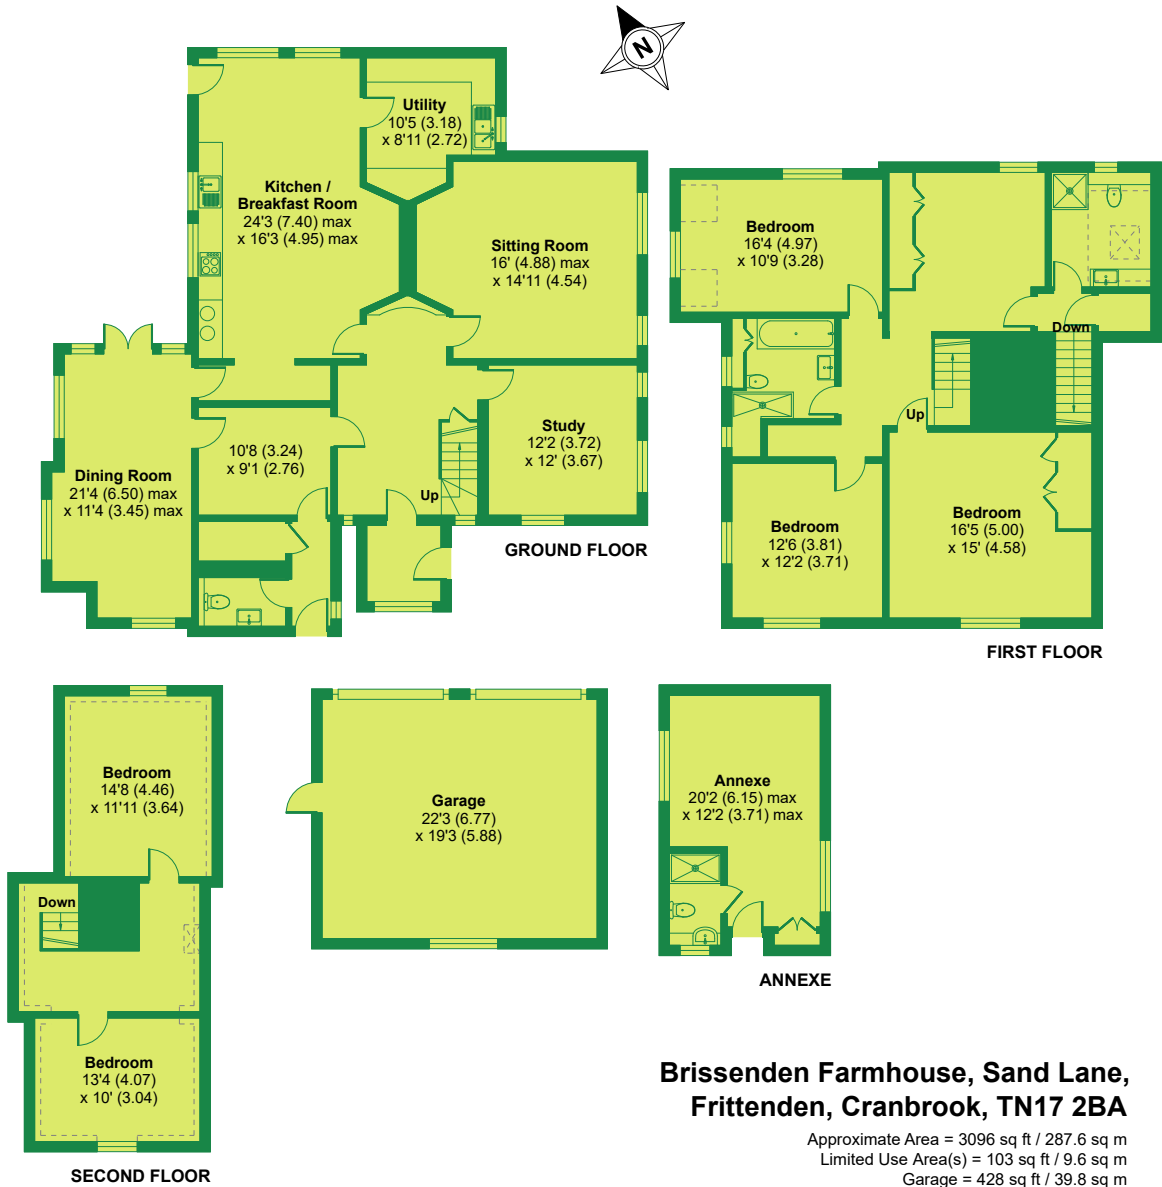 N
Utility
10'5 (3.18)
x 8'11 (2.72)
Kitchen /
Breakfast Room
24'3 (7.40) max
x 16'3 (4.95) max
Sitting Room
16' (4.88) max
x 14'11 (4.54)
Study
12'2 (3.72)
x 12' (3.67)
10'8 (3.24)
x 9'1 (2.76)
Dining Room
21'4 (6.50) max
x 11'4 (3.45) max
Up
GROUND FLOOR
Bedroom
16'4 (4.97)
x 10'9 (3.28)
Down
Up
Bedroom
12'6 (3.81)
x 12'2 (3.71)
Bedroom
16'5 (5.00)
x 15' (4.58)
FIRST FLOOR
Bedroom
14'8 (4.46)
x 11'11 (3.64)
Down
Bedroom
13'4 (4.07)
x 10' (3.04)
SECOND FLOOR
Garage
22'3 (6.77)
x 19'3 (5.88)
Annexe
20'2 (6.15) max
x 12'2 (3.71) max
ANNEXE
Brissenden Farmhouse, Sand Lane,
Frittenden, Cranbrook, TN17 2BA
Approximate Area = 3096 sq ft / 287.6 sq m
Limited Use Area(s) = 103 sq ft / 9.6 sq m
Garage = 428 sq ft / 39.8 sq m